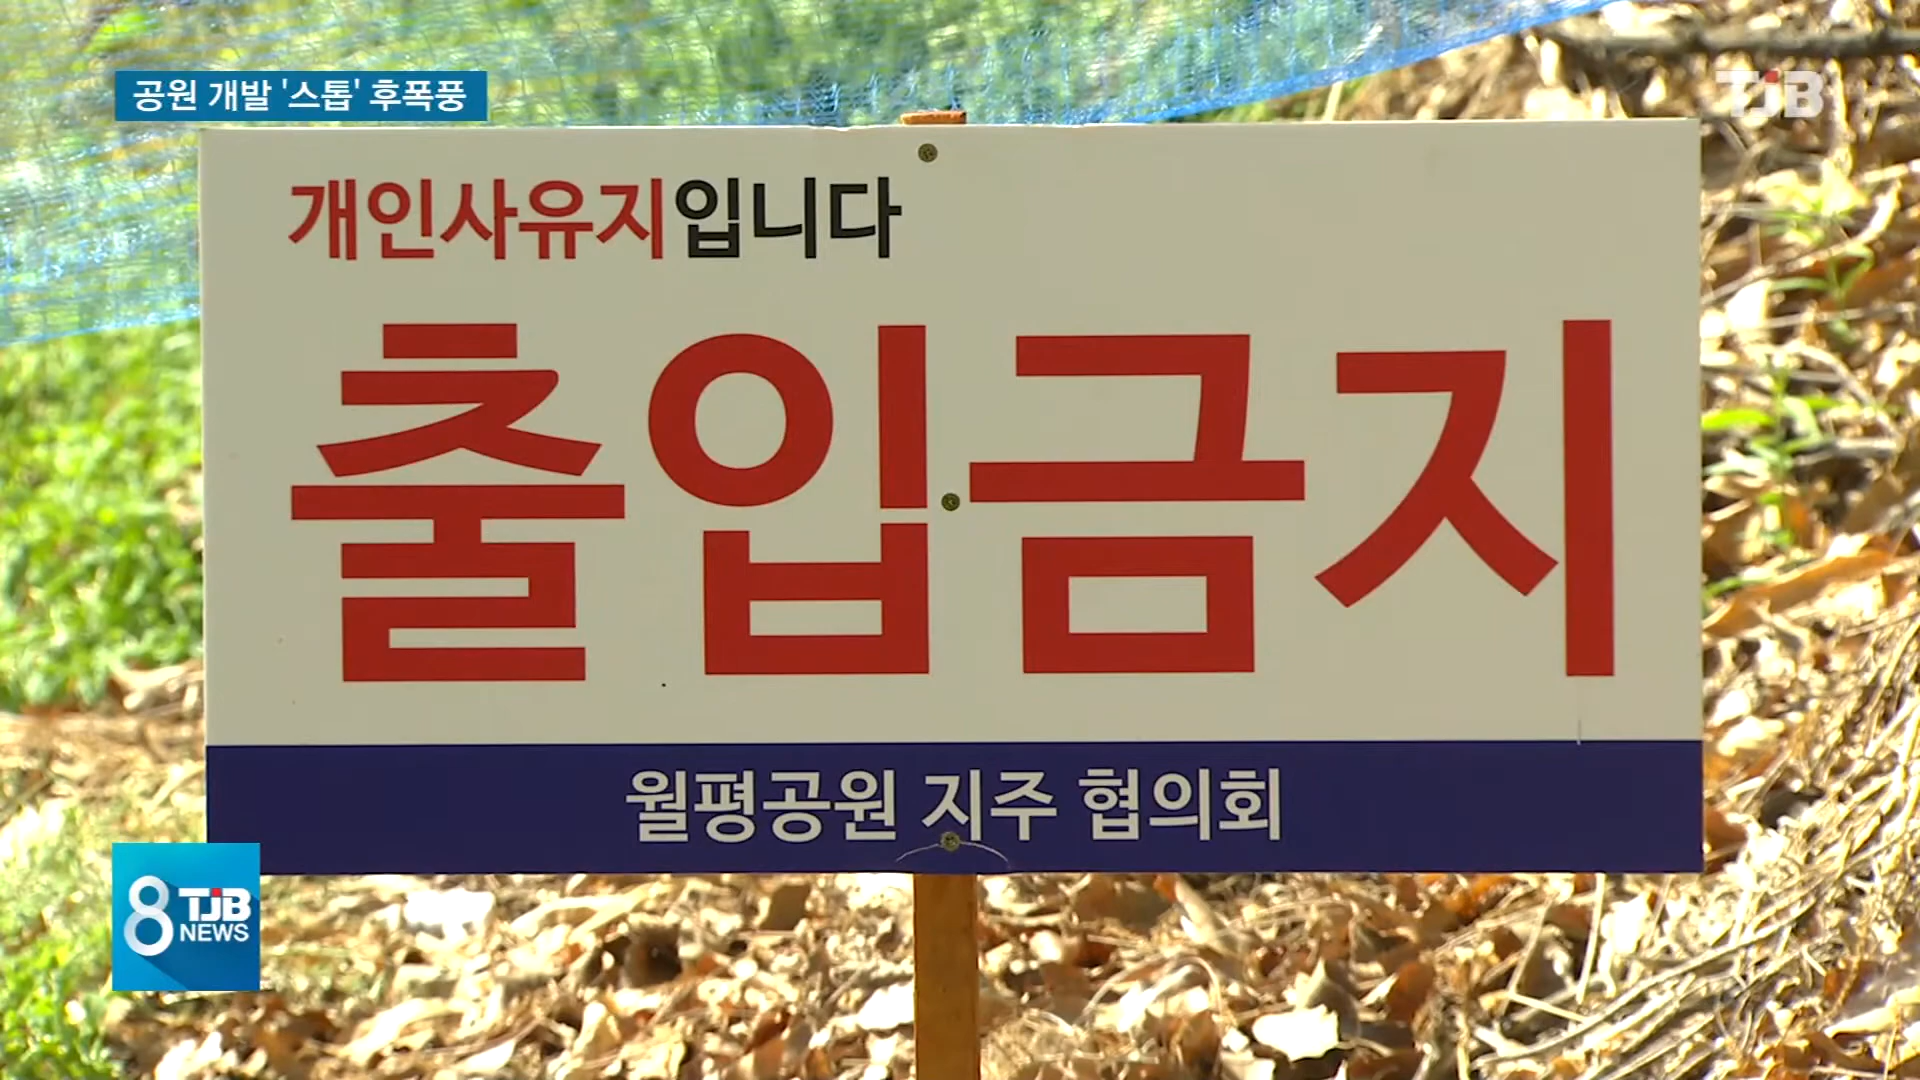 공원 개발 '스톱' 후폭풍
TJB
개인사유지입니다
출입금지
월평공원 지주 협의회
8 TJB
NEWS